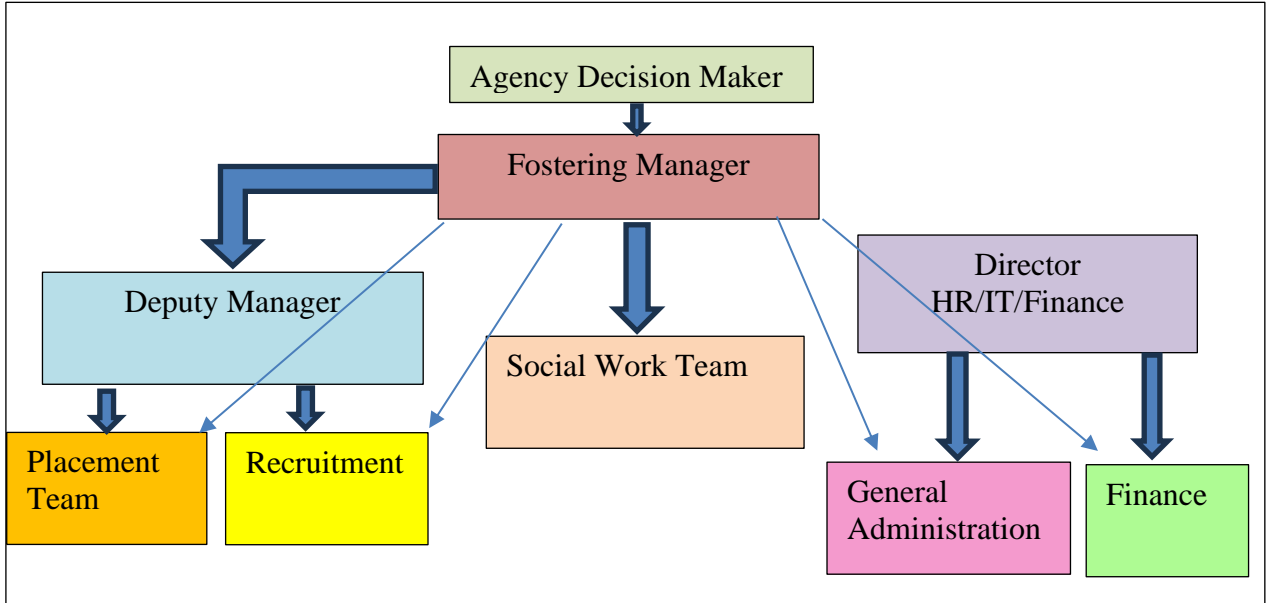 Agency Decision Maker
Fostering Manager
Director
HR/IT/Finance
Deputy Manager
Social Work Team
Placement
Team
Recruitment
General
Administration
Finance